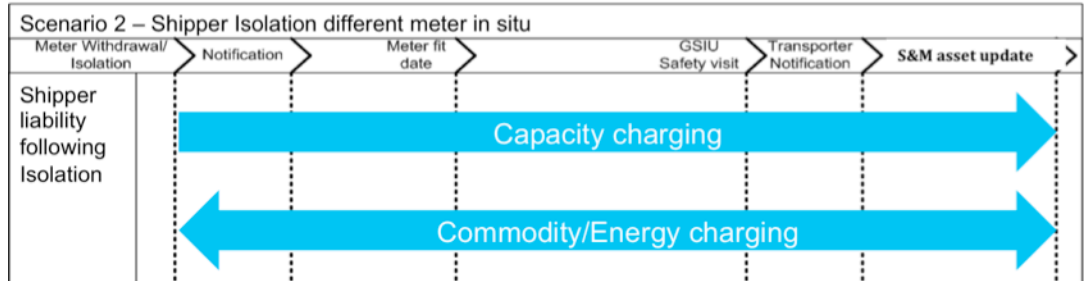 Scenario 2 – Shipper Isolation different meter in situ
Meter Withdrawal/
Isolation
Notification
Meter fit
date
GSIU
Safety visit
Transporter
Notification
S&M asset update
Shipper
liability
following
Isolation
Capacity charging
Commodity/Energy charging